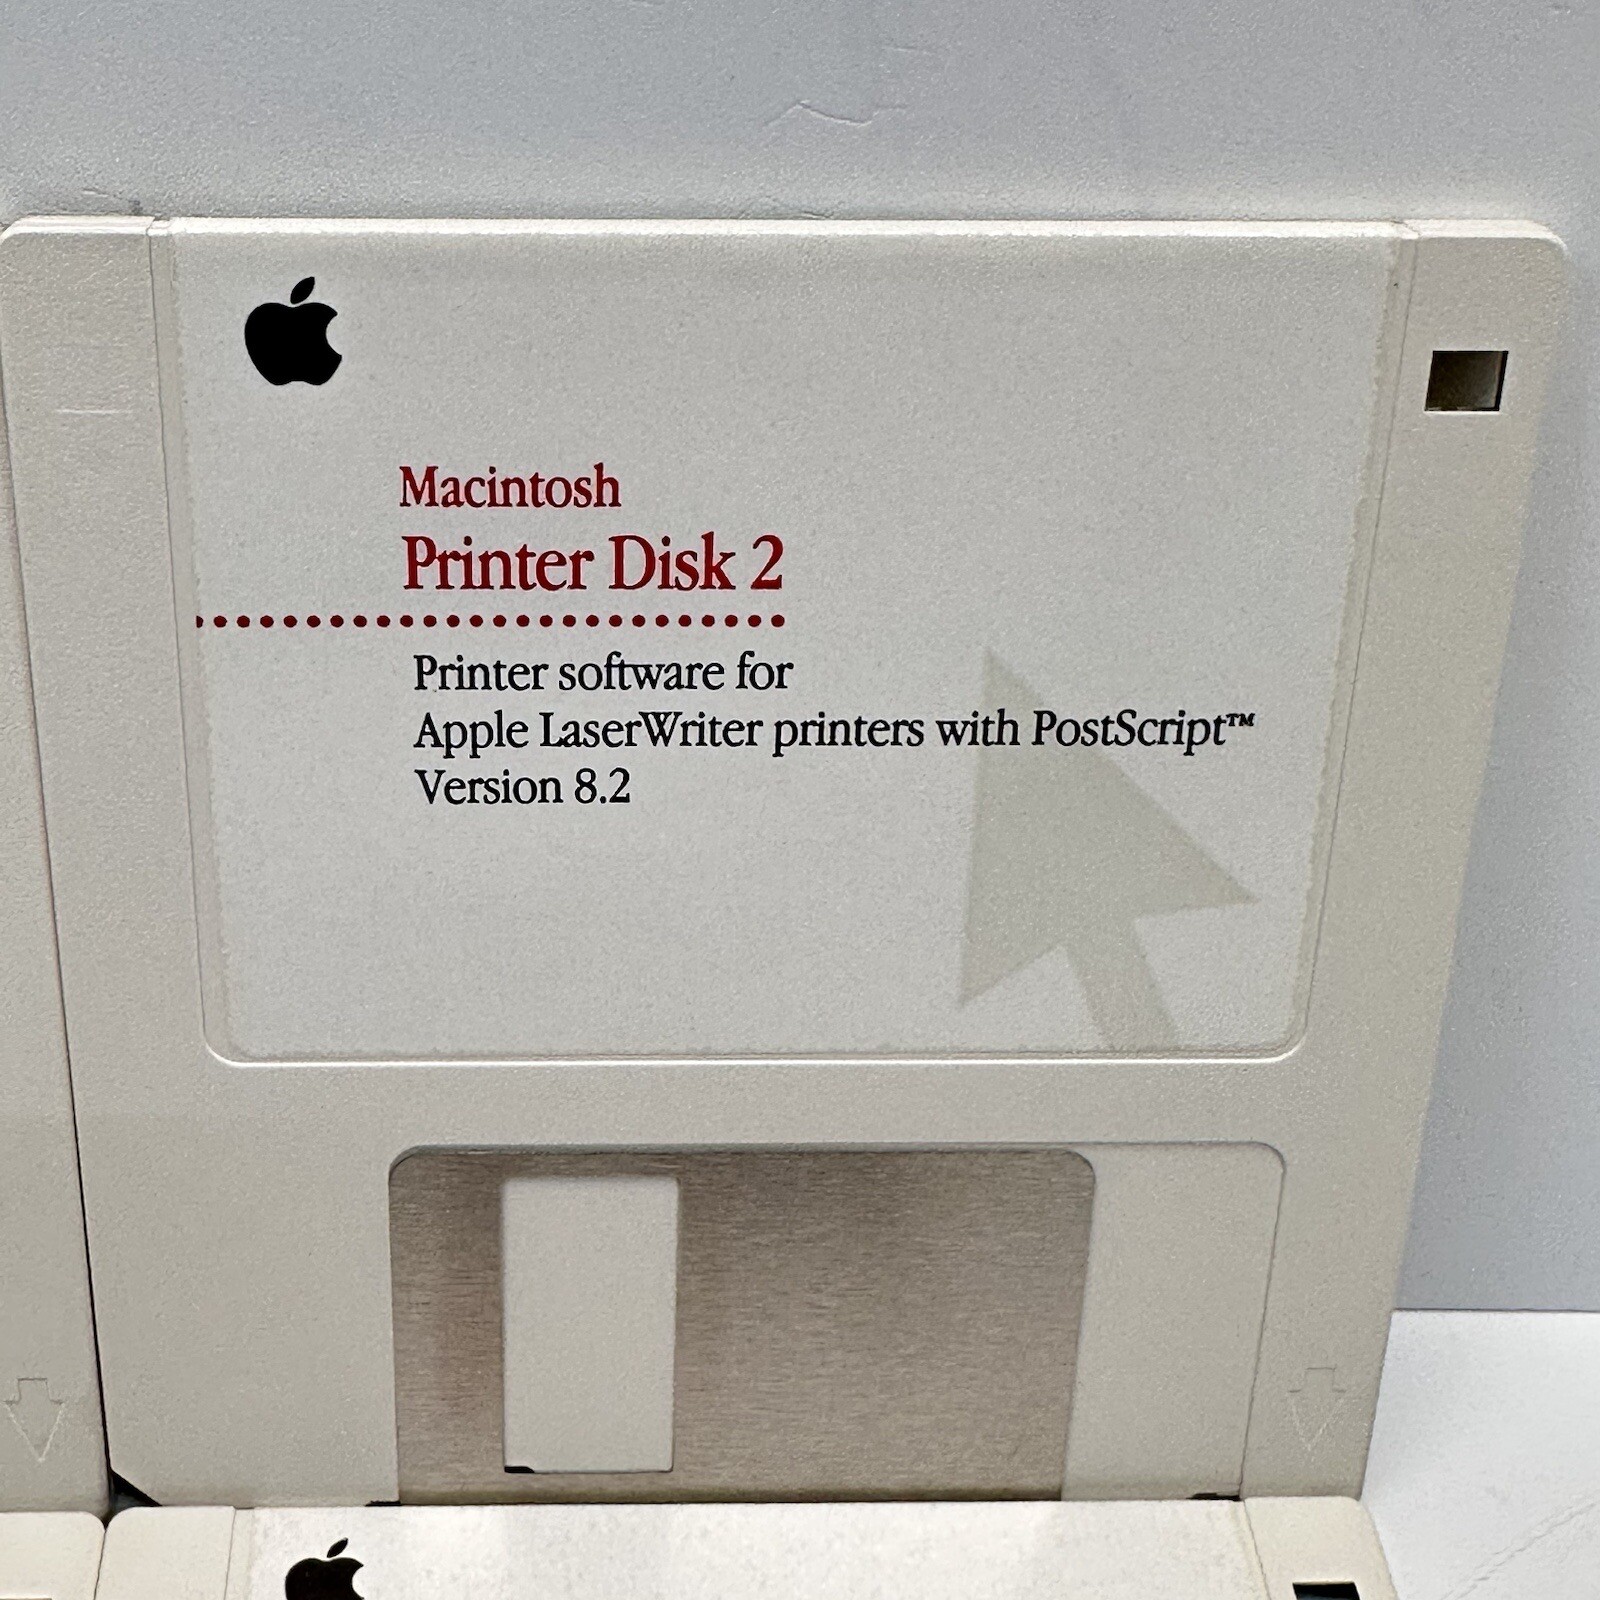 Macintosh
Printer Disk 2
Printer software for
Apple LaserWriter printers with PostScript™
Version 8.2